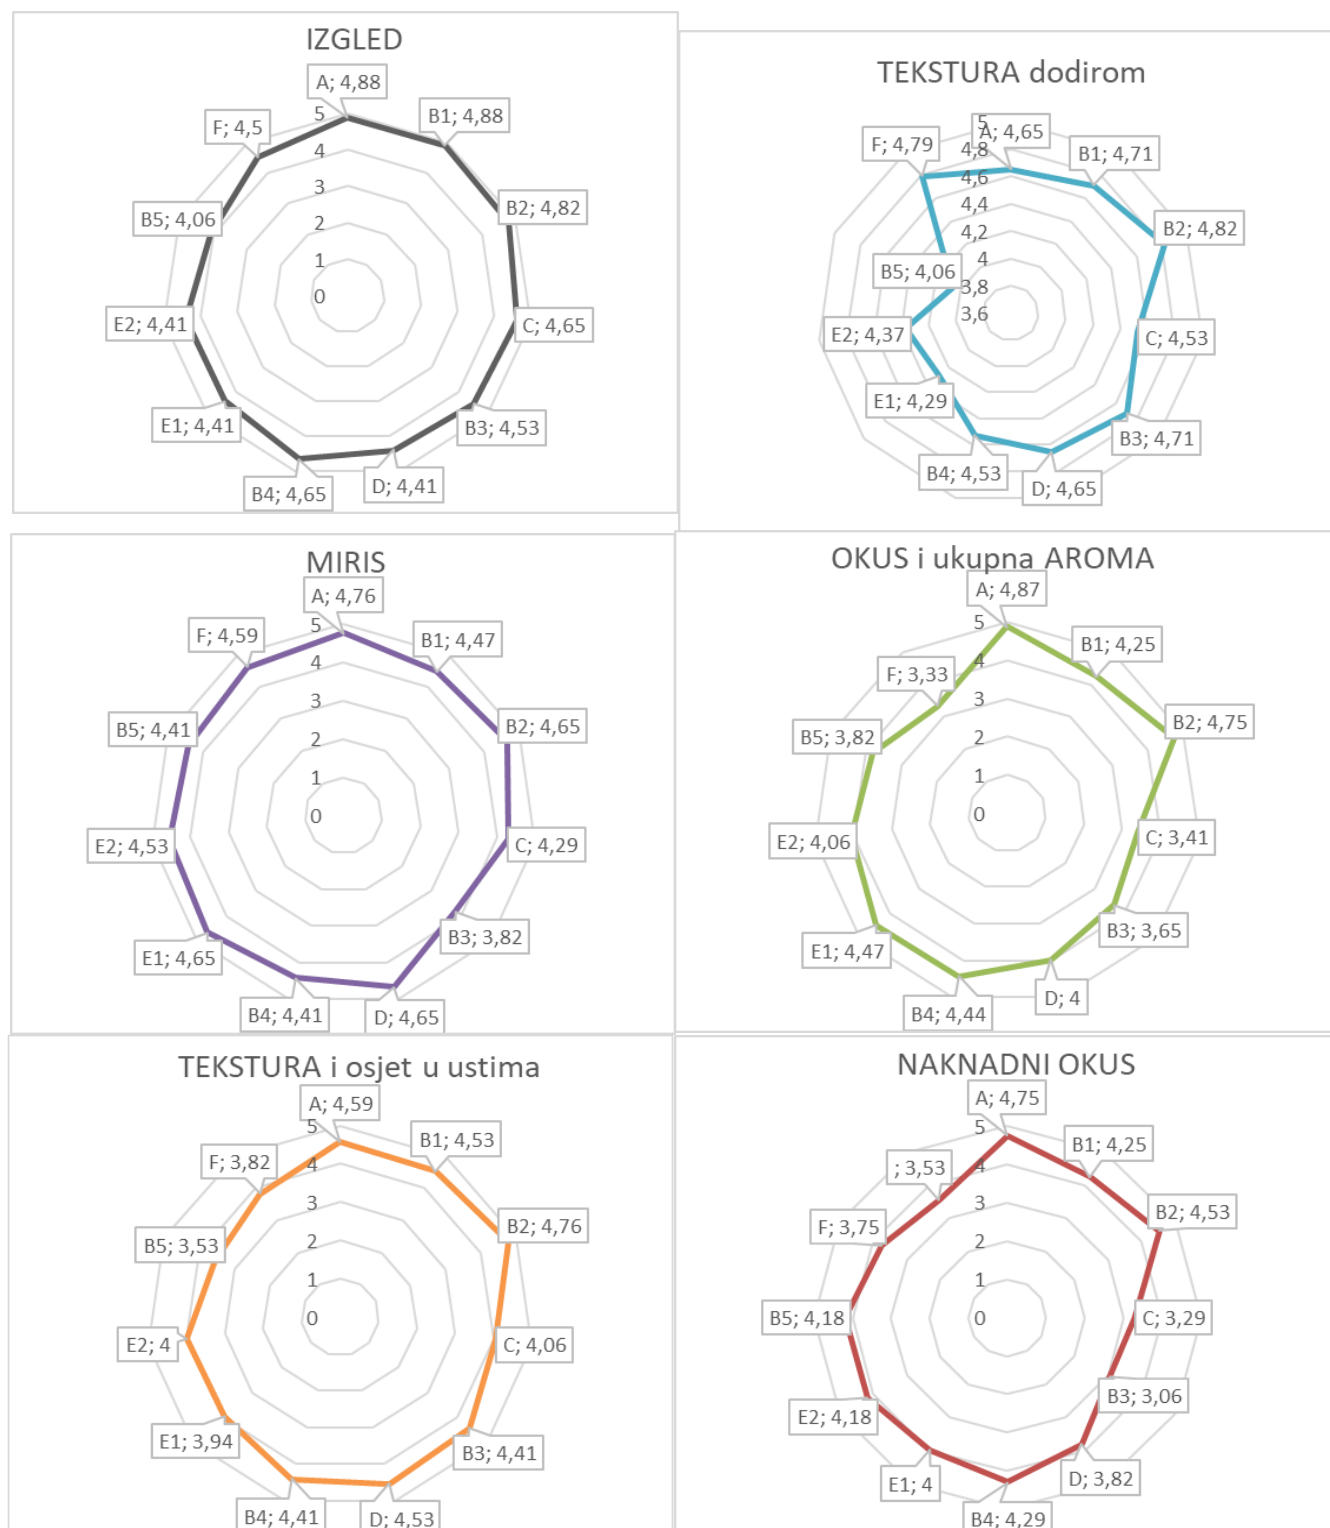 IZGLED
A; 4,88
B1; 4,88
B2; 4,82
C; 4,65
B3; 4,53
D; 4,41
B4; 4,65
E1; 4,41
E2; 4,41
B5; 4,06
F; 4,5
5
4
3
2
1
0
TEKSTURA dodirom
A; 4,65
B1; 4,71
B2; 4,82
C; 4,53
B3; 4,71
D; 4,65
B4; 4,53
E1; 4,29
E2; 4,37
B5; 4,06
F; 4,79
5
4,8
4,6
4,4
4,2
4
3,8
3,6
MIRIS
A; 4,76
B1; 4,47
B2; 4,65
C; 4,29
B3; 3,82
D; 4,65
B4; 4,41
E1; 4,65
E2; 4,53
B5; 4,41
F; 4,59
5
4
3
2
1
0
OKUS i ukupna AROMA
A; 4,87
B1; 4,25
B2; 4,75
C; 3,41
B3; 3,65
D; 4
B4; 4,44
E1; 4,47
E2; 4,06
B5; 3,82
F; 3,33
5
4
3
2
1
0
TEKSTURA i osjet u ustima
A; 4,59
B1; 4,53
B2; 4,76
C; 4,06
B3; 4,41
D; 4,53
B4; 4,41
E1; 3,94
E2; 4
B5; 3,53
F; 3,82
5
4
3
2
1
0
NAKNADNI OKUS
A; 4,75
B1; 4,25
B2; 4,53
C; 3,29
B3; 3,06
D; 3,82
B4; 4,29
E1; 4
E2; 4,18
B5; 4,18
F; 3,75
; 3,53
5
4
3
2
1
0